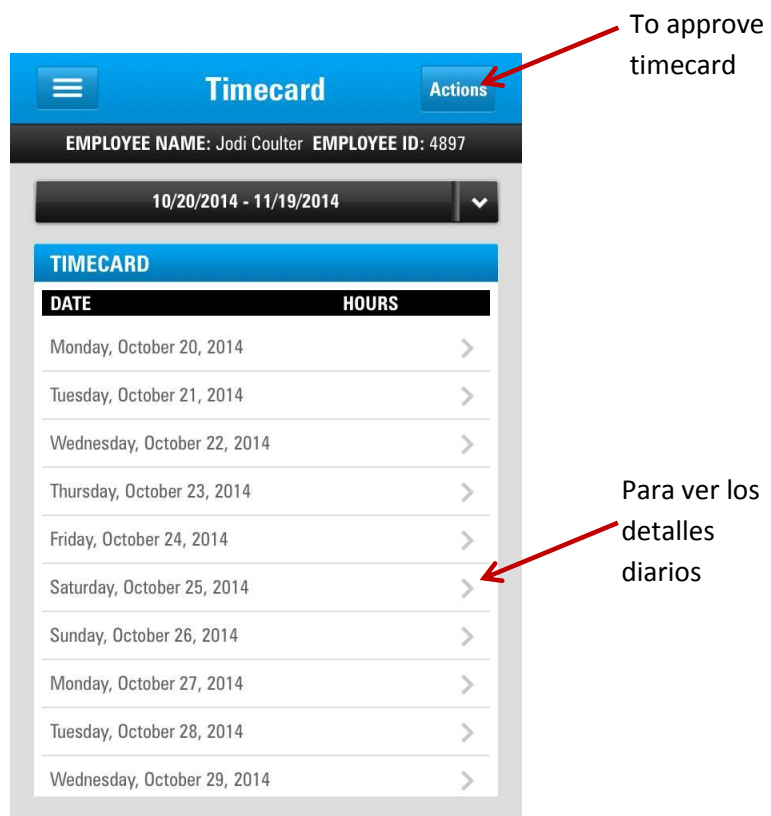 To approve
timecard
Timecard
Actions
EMPLOYEE NAME: Jodi Coulter EMPLOYEE ID: 4897
10/20/2014 - 11/19/2014
TIMECARD
DATE HOURS
Monday, October 20, 2014
Tuesday, October 21, 2014
Wednesday, October 22, 2014
Thursday, October 23, 2014
Friday, October 24, 2014
Saturday, October 25, 2014
Sunday, October 26, 2014
Monday, October 27, 2014
Tuesday, October 28, 2014
Wednesday, October 29, 2014
Para ver los
detalles
diarios